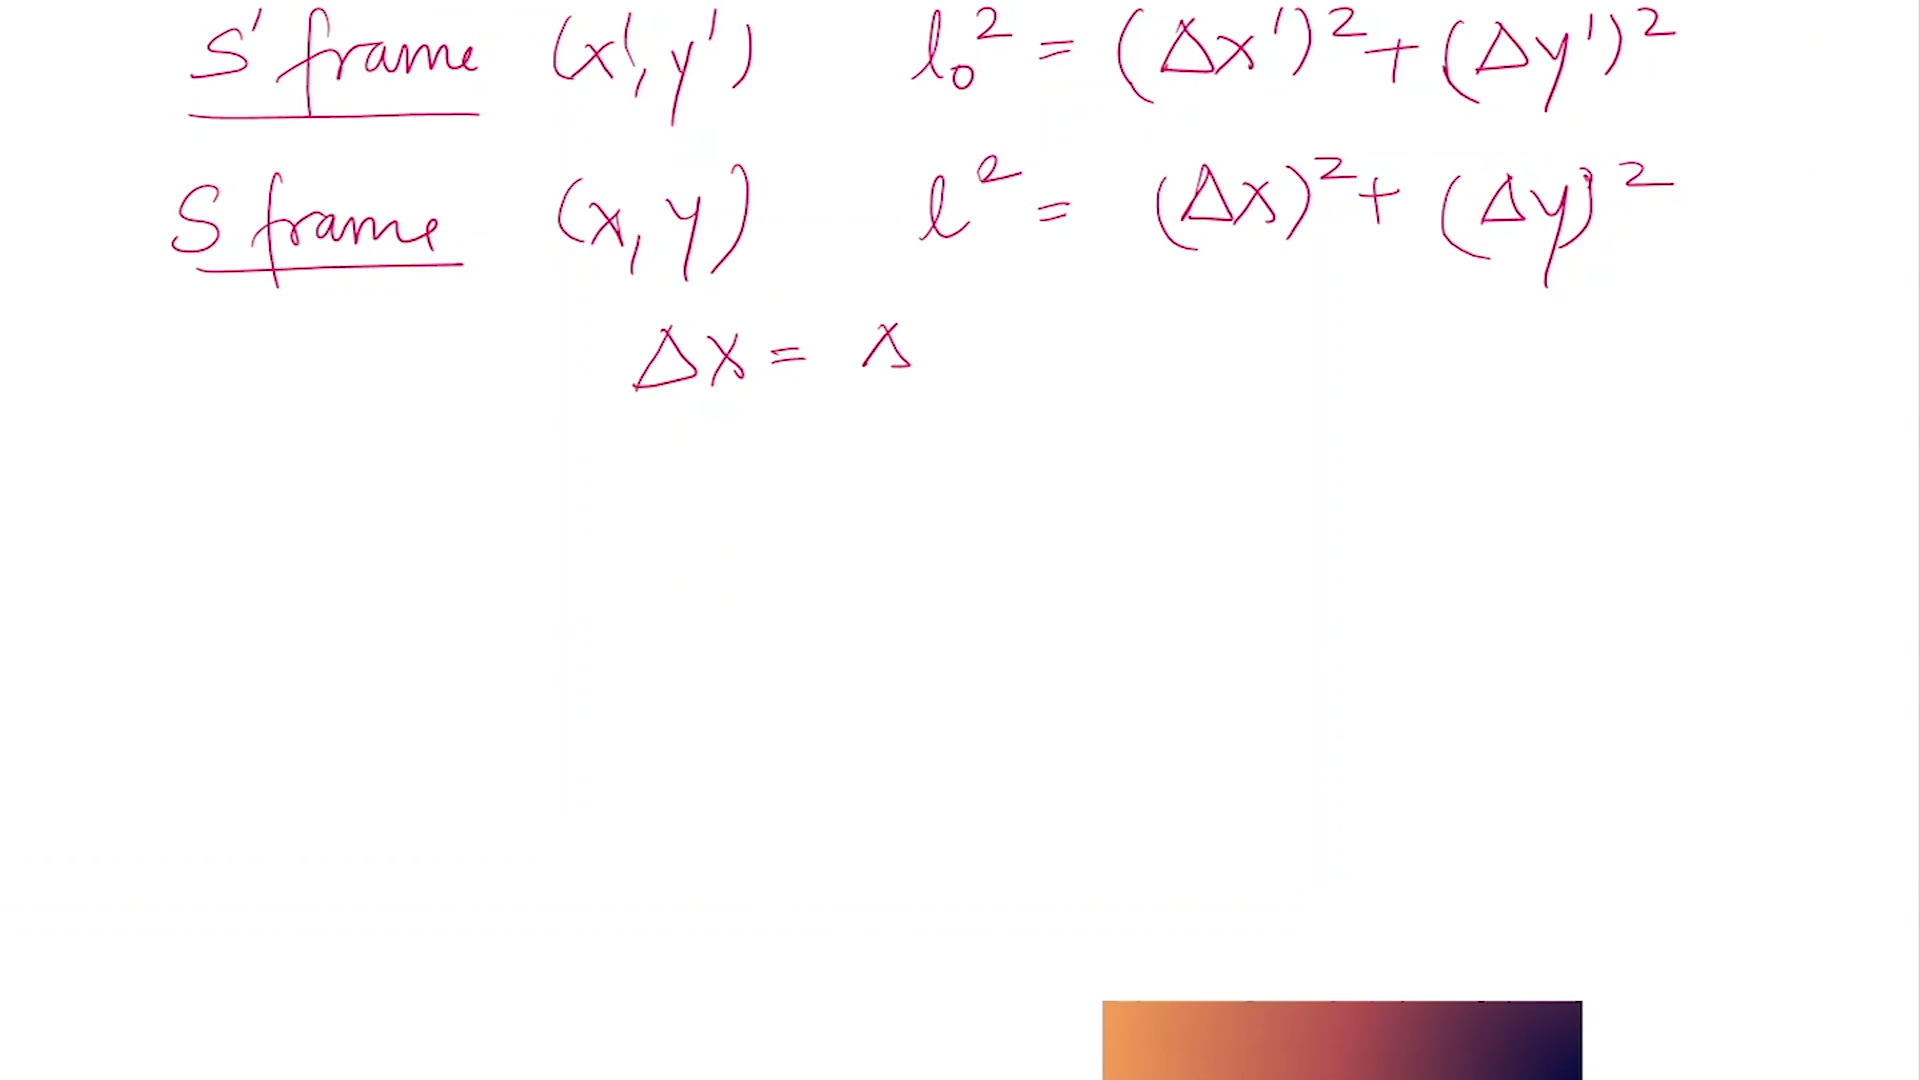 S' frame (x', y') l₀² = (Δx')² + (Δy')²
S frame (x, y) l² = (Δx)² + (Δy)²
Δx = Δ